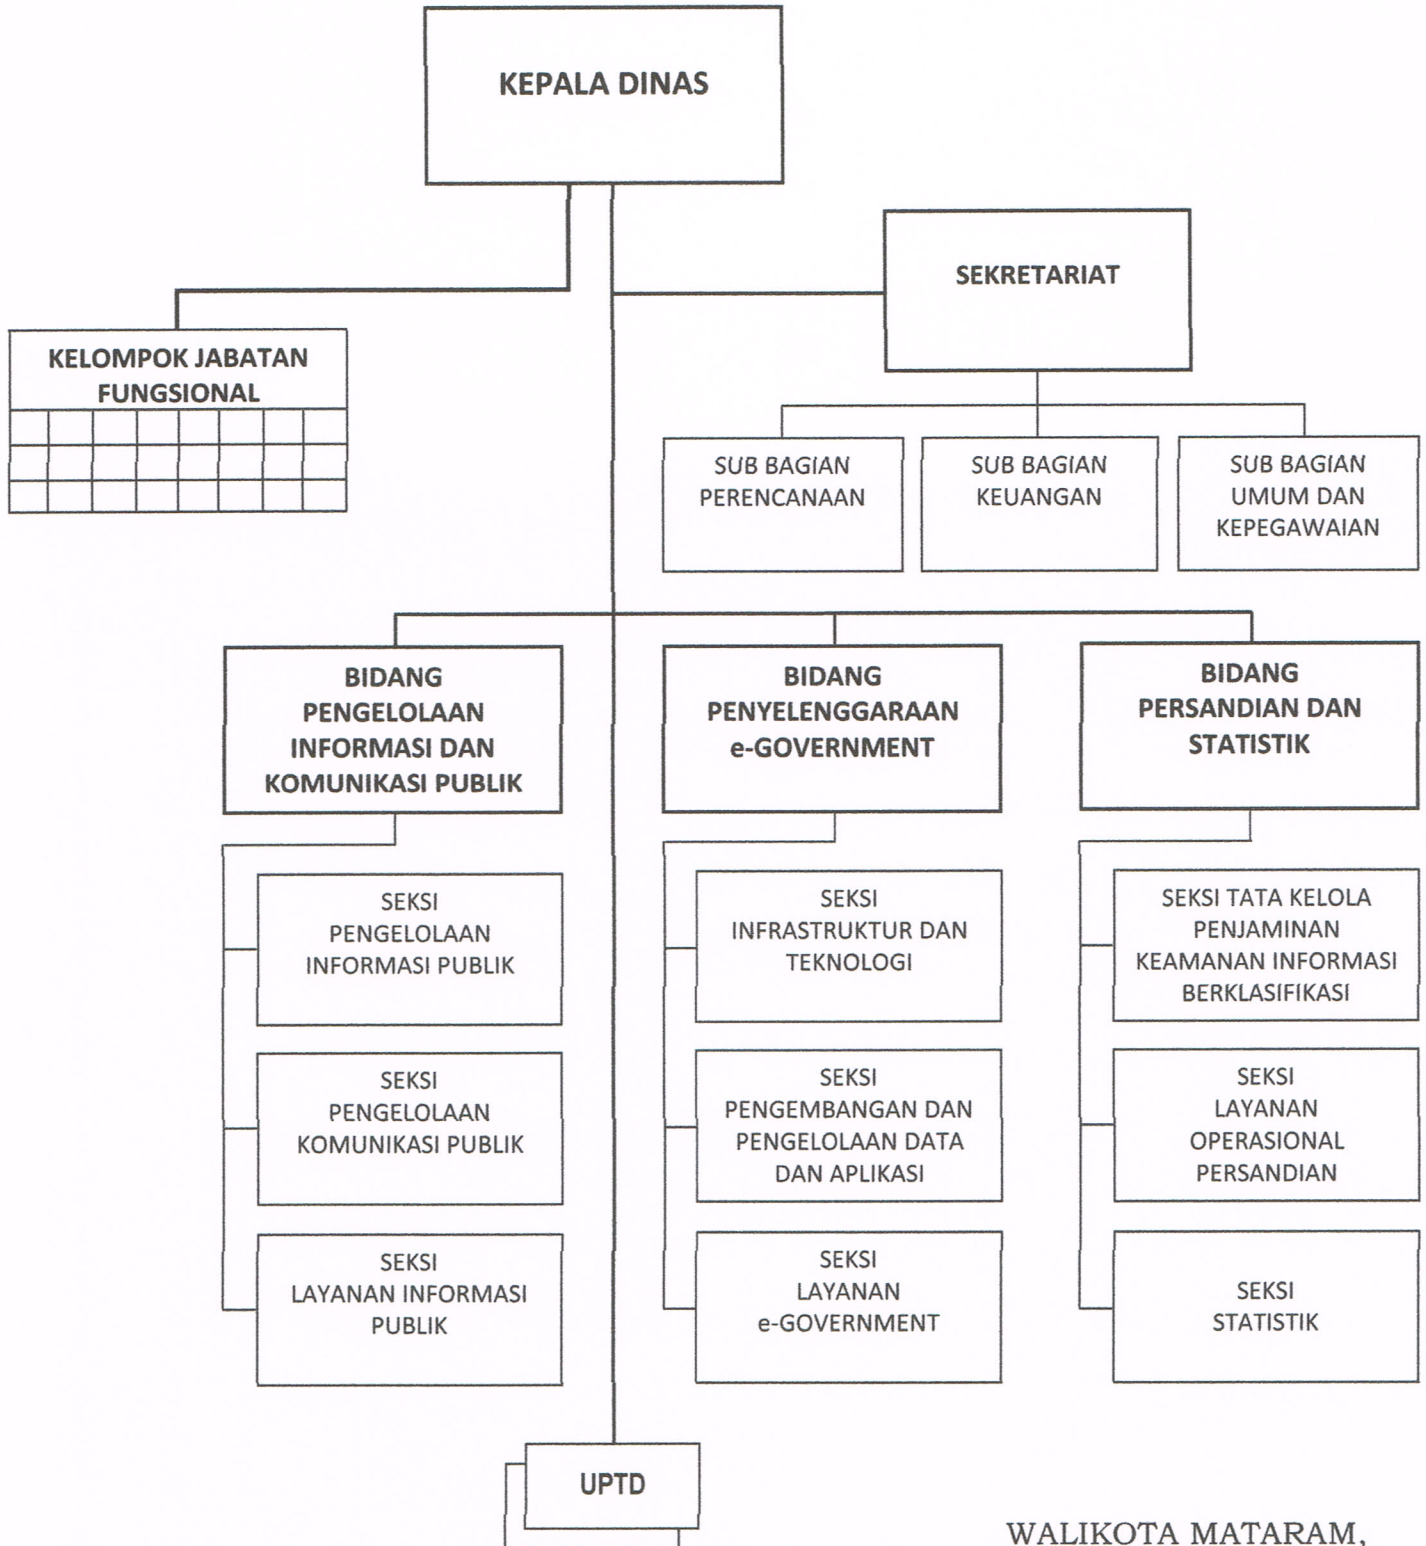 KEPALA DINAS
SEKRETARIAT
KELOMPOK JABATAN
FUNGSIONAL
SUB BAGIAN
PERENCANAAN
SUB BAGIAN
KEUANGAN
SUB BAGIAN
UMUM DAN
KEPEGAWAIAN
BIDANG
PENGELOLAAN
INFORMASI DAN
KOMUNIKASI PUBLIK
BIDANG
PENYELENGGARAAN
e-GOVERNMENT
BIDANG
PERSANDIAN DAN
STATISTIK
SEKSI
PENGELOLAAN
INFORMASI PUBLIK
SEKSI
INFRASTRUKTUR DAN
TEKNOLOGI
SEKSI TATA KELOLA
PENJAMINAN
KEAMANAN INFORMASI
BERKLASIFIKASI
SEKSI
PENGELOLAAN
KOMUNIKASI PUBLIK
SEKSI
PENGEMBANGAN DAN
PENGELOLAAN DATA
DAN APLIKASI
SEKSI
LAYANAN
OPERASIONAL
PERSANDIAN
SEKSI
LAYANAN INFORMASI
PUBLIK
SEKSI
LAYANAN
e-GOVERNMENT
SEKSI
STATISTIK
UPTD
WALIKOTA MATARAM,